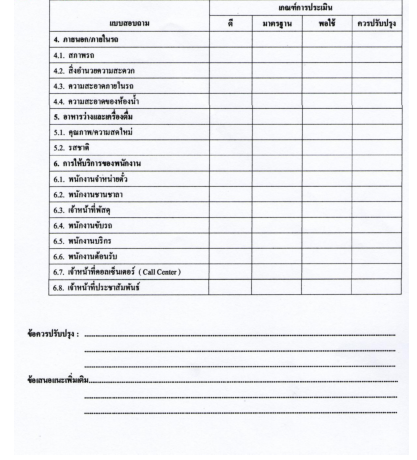 เกณฑ์การประเมิน
แบบสอบถาม ดี มาตรฐาน พอใช้ ควรปรับปรุง
4. ภายนอก/ภายในรถ
4.1. สภาพรถ
4.2. สิ่งอำนวยความสะดวก
4.3. ความสะอาดภายในรถ
4.4. ความสะอาดของห้องน้ำ
5. อาหารว่างและเครื่องดื่ม
5.1. คุณภาพ/ความสดใหม่
5.2. รสชาติ
6. การให้บริการของพนักงาน
6.1. พนักงานจำหน่ายตั๋ว
6.2. พนักงานชานชาลา
6.3. เจ้าหน้าที่พัสดุ
6.4. พนักงานขับรถ
6.5. พนักงานบริกร
6.6. พนักงานต้อนรับ
6.7. เจ้าหน้าที่คอลเซ็นเตอร์ ( Call Center )
6.8. เจ้าหน้าที่ประชาสัมพันธ์
ข้อควรปรับปรุง :
ข้อเสนอแนะเพิ่มเติม